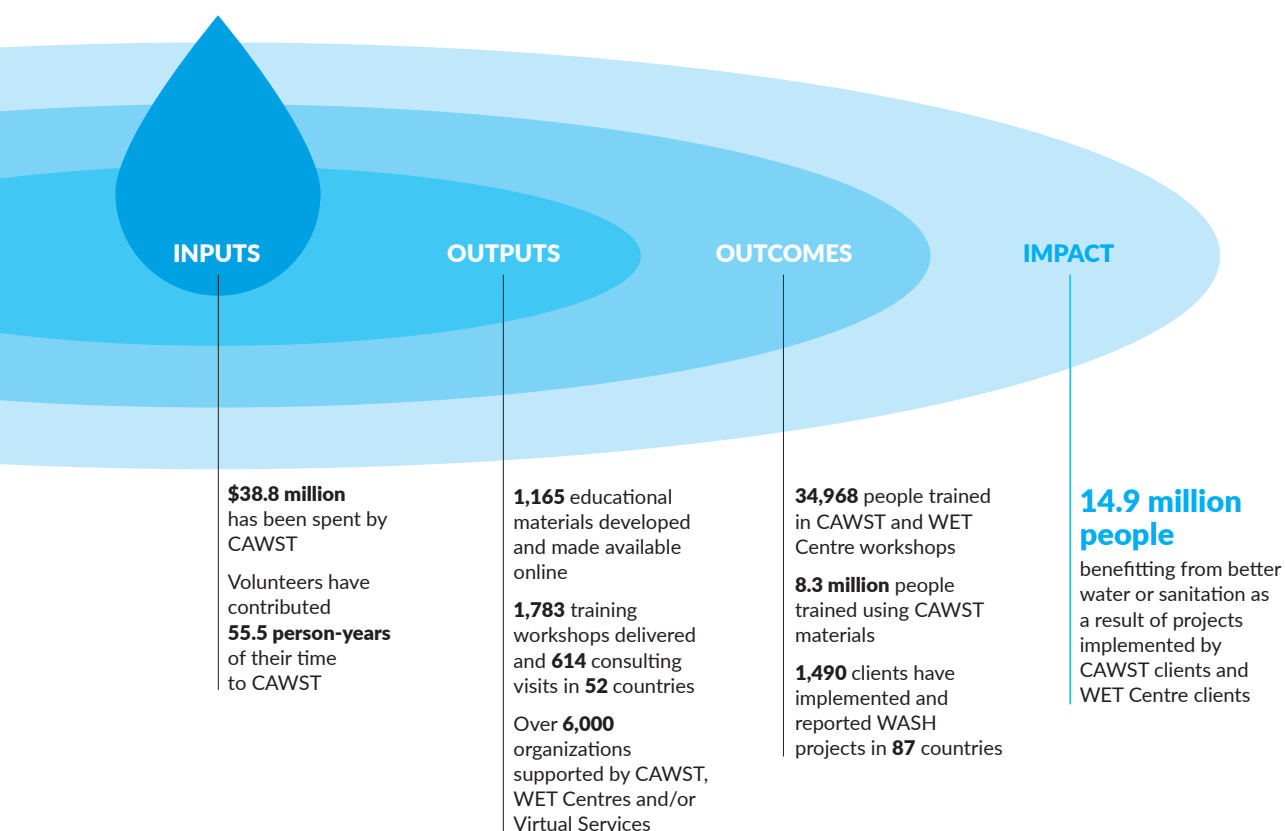 INPUTS
OUTPUTS
OUTCOMES
IMPACT
$38.8 million
has been spent by
CAWST
Volunteers have
contributed
55.5 person-years
of their time
to CAWST
1,165 educational
materials developed
and made available
online
1,783 training
workshops delivered
and 614 consulting
visits in 52 countries
Over 6,000
organizations
supported by CAWST,
WET Centres and/or
Virtual Services
34,968 people trained
in CAWST and WET
Centre workshops
8.3 million people
trained using CAWST
materials
1,490 clients have
implemented and
reported WASH
projects in 87 countries
14.9 million
people
benefitting from better
water or sanitation as
a result of projects
implemented by
CAWST clients and
WET Centre clients